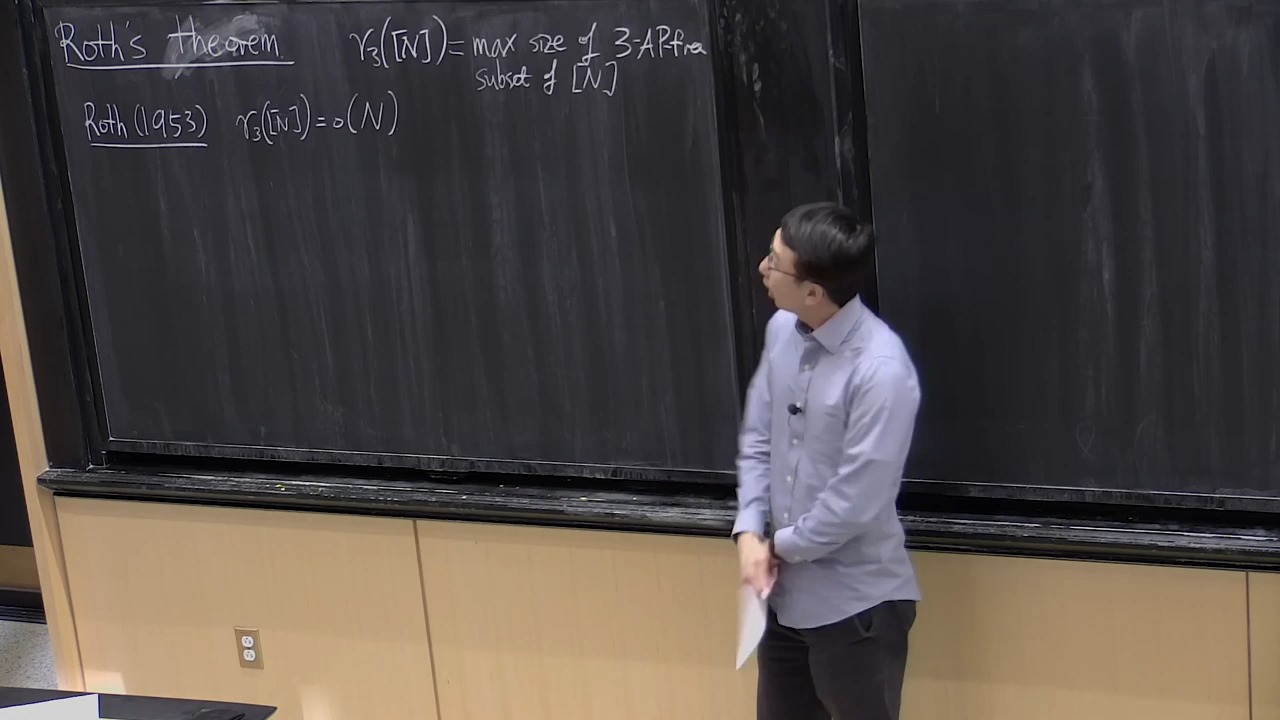 Roth's theorem. r₃([N]) = max size of 3-AP-free
subset of [N]
Roth (1953) r₃([N]) = o(N)